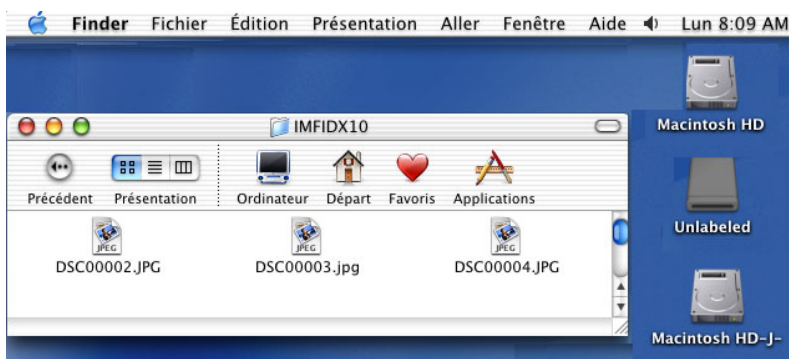 Finder Fichier Édition Présentation Aller Fenêtre Aide Lun 8:09 AM
IMFIDX10
Macintosh HD
Précédent Présentation Ordinateur Départ Favoris Applications
Unlabeled
JPEG JPEG JPEG
DSC00002.JPG DSC00003.jpg DSC00004.JPG
Macintosh HD-J-